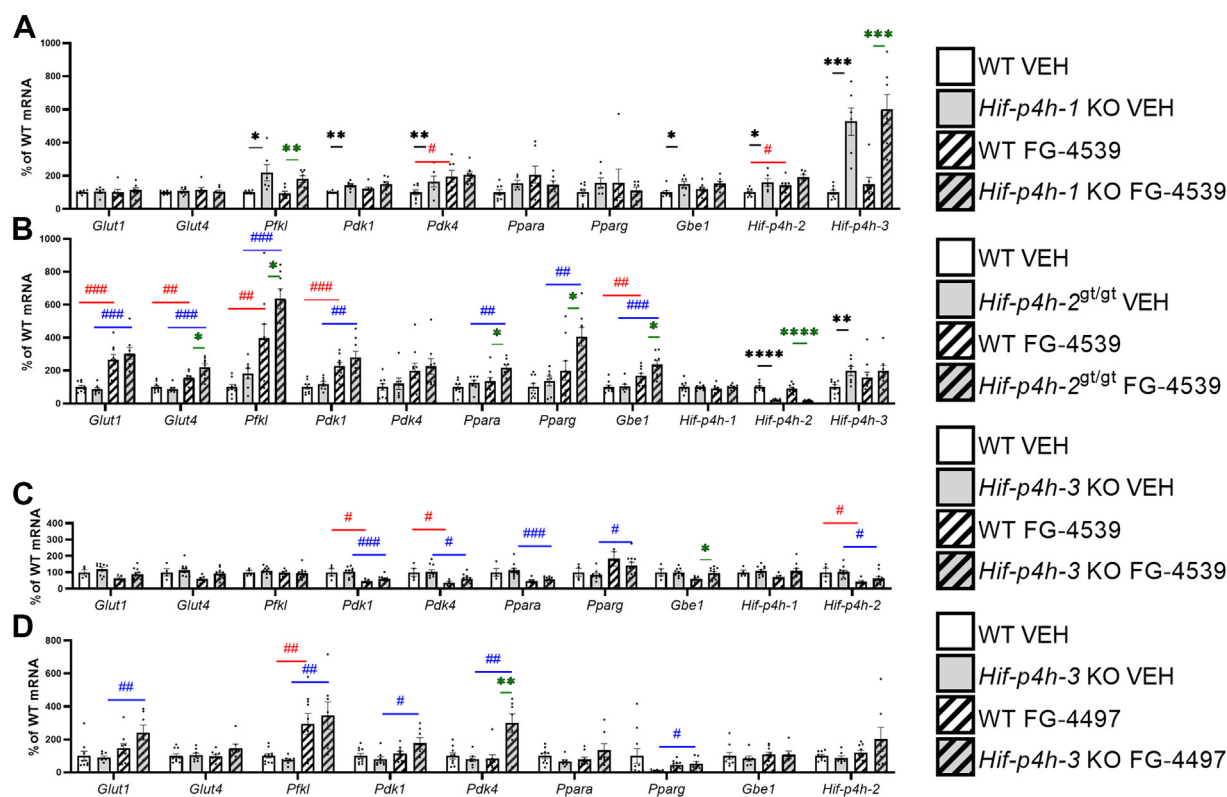 A
% of WT mRNA
1000
800
600
400
200
0
* ** * ** ** # * * # *** ***
Glut1 Glut4 Pfkl Pdk1 Pdk4 Ppara Pparg Gbe1 Hif-p4h-2 Hif-p4h-3
WT VEH
Hif-p4h-1 KO VEH
WT FG-4539
Hif-p4h-1 KO FG-4539
B
% of WT mRNA
1000
800
600
400
200
0
### ### ## ### * ## ### * ### ## ## * ## * ## ### * **** **** **
Glut1 Glut4 Pfkl Pdk1 Pdk4 Ppara Pparg Gbe1 Hif-p4h-1 Hif-p4h-2 Hif-p4h-3
WT VEH
Hif-p4h-2gt/gt VEH
WT FG-4539
Hif-p4h-2gt/gt FG-4539
C
% of WT mRNA
400
300
200
100
0
# ### # # ### # * # #
Glut1 Glut4 Pfkl Pdk1 Pdk4 Ppara Pparg Gbe1 Hif-p4h-1 Hif-p4h-2
WT VEH
Hif-p4h-3 KO VEH
WT FG-4539
Hif-p4h-3 KO FG-4539
D
% of WT mRNA
800
600
400
200
0
## ## ## # ## ** #
Glut1 Glut4 Pfkl Pdk1 Pdk4 Ppara Pparg Gbe1 Hif-p4h-2
WT VEH
Hif-p4h-3 KO VEH
WT FG-4497
Hif-p4h-3 KO FG-4497